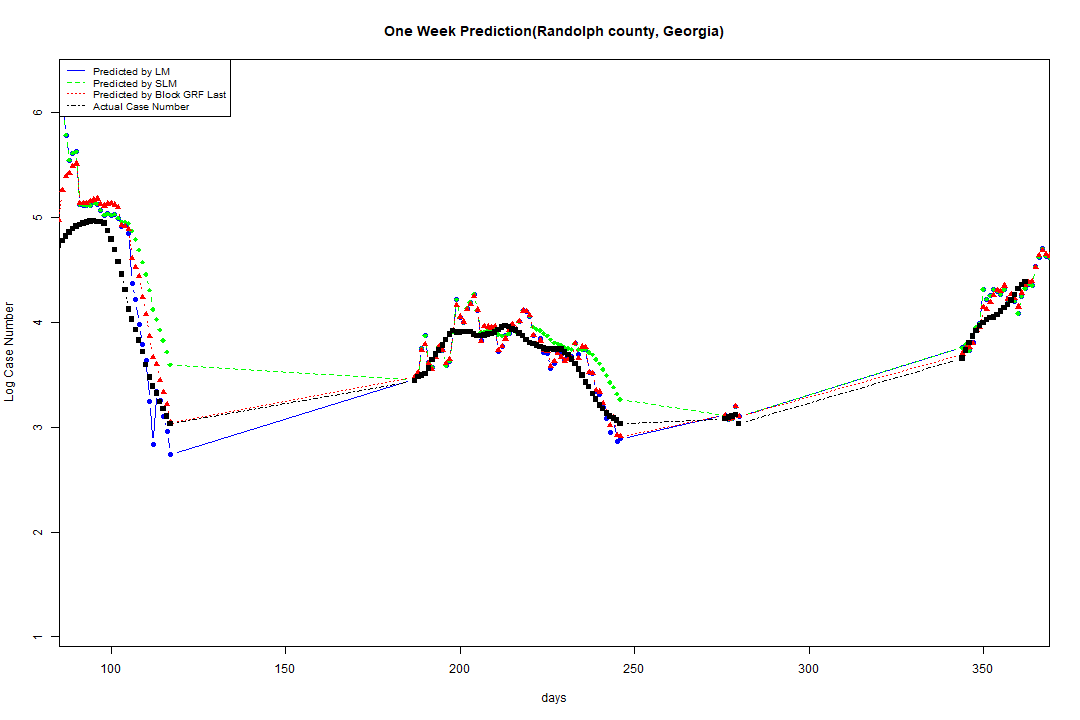 One Week Prediction(Randolph county, Georgia)
Predicted by LM
Predicted by SLM
Predicted by Block GRF Last
Actual Case Number
6
5
4
3
2
1
Log Case Number
100 150 200 250 300 350
days